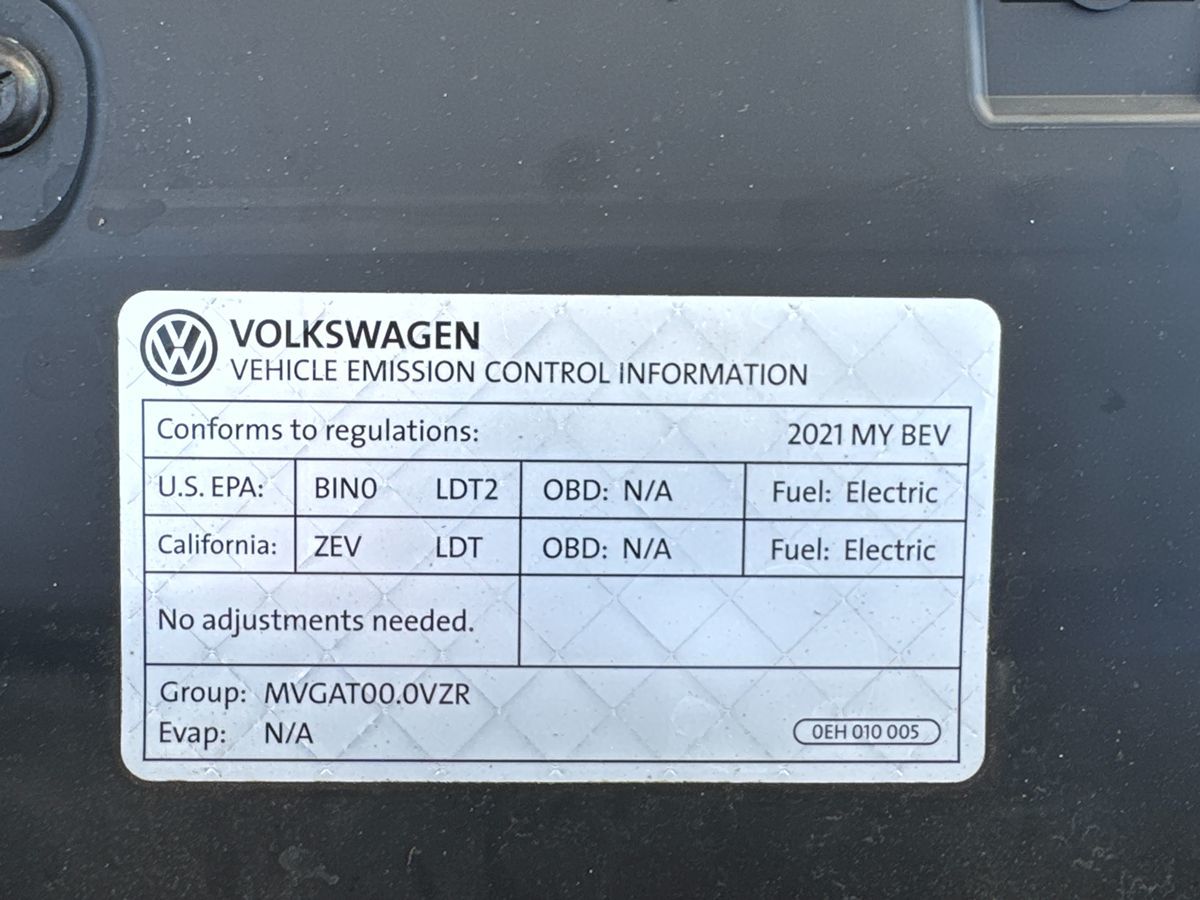 VOLKSWAGEN
VEHICLE EMISSION CONTROL INFORMATION
Conforms to regulations: 2021 MY BEV
U.S. EPA: BIN0 LDT2 OBD: N/A Fuel: Electric
California: ZEV LDT OBD: N/A Fuel: Electric
No adjustments needed.
Group: MVGAT00.0VZR
Evap: N/A 0EH 010 005